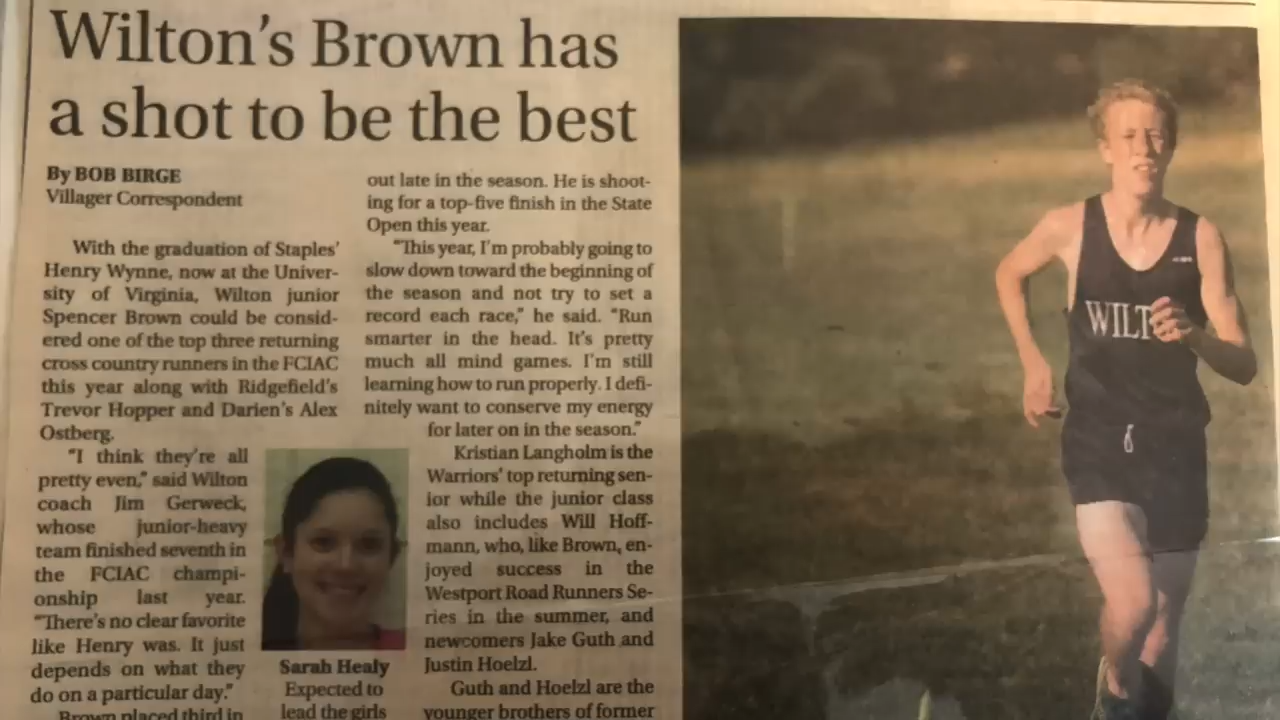 Wilton's Brown has
a shot to be the best
By BOB BIRGE
Villager Correspondent
With the graduation of Staples'
Henry Wynne, now at the Univer-
sity of Virginia, Wilton junior
Spencer Brown could be consid-
ered one of the top three returning
cross country runners in the FCIAC
this year along with Ridgefield's
Trevor Hopper and Darien's Alex
Ostberg.
"I think they're all
pretty even," said Wilton
coach Jim Gerweck,
whose junior-heavy
team finished seventh in
the FCIAC champi-
onship last year.
"There's no clear favorite
like Henry was. It just
depends on what they
do on a particular day."
Brown placed third in
Sarah Healy
Expected to
lead the girls
out late in the season. He is shoot-
ing for a top-five finish in the State
Open this year.
"This year, I'm probably going to
slow down toward the beginning of
the season and not try to set a
record each race," he said. "Run
smarter in the head. It's pretty
much all mind games. I'm still
learning how to run properly. I defi-
nitely want to conserve my energy
for later on in the season."
Kristian Langholm is the
Warriors' top returning sen-
ior while the junior class
also includes Will Hoff-
mann, who, like Brown, en-
joyed success in the
Westport Road Runners Se-
ries in the summer, and
newcomers Jake Guth and
Justin Hoelzl.
Guth and Hoelzl are the
younger brothers of former
WILT